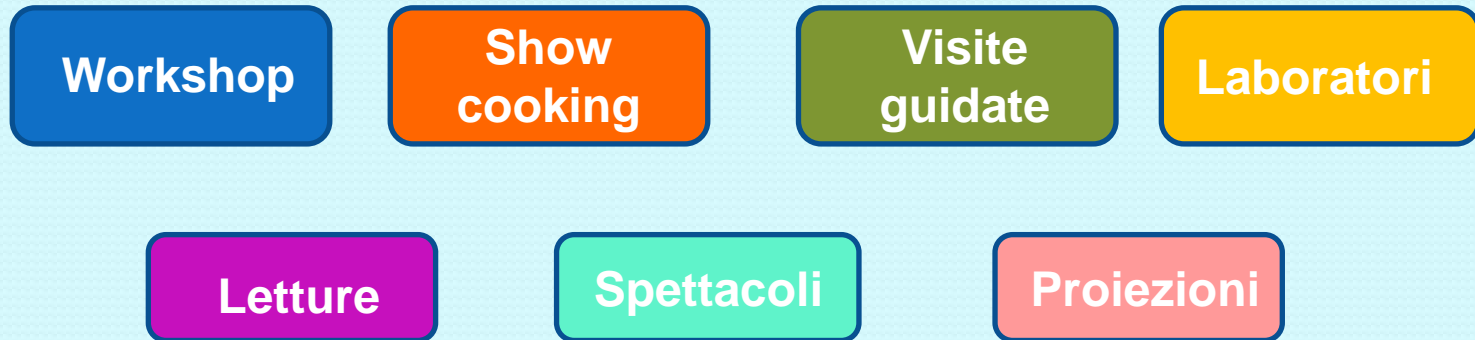 Workshop
Show
cooking
Visite
guidate
Laboratori
Letture
Spettacoli
Proiezioni